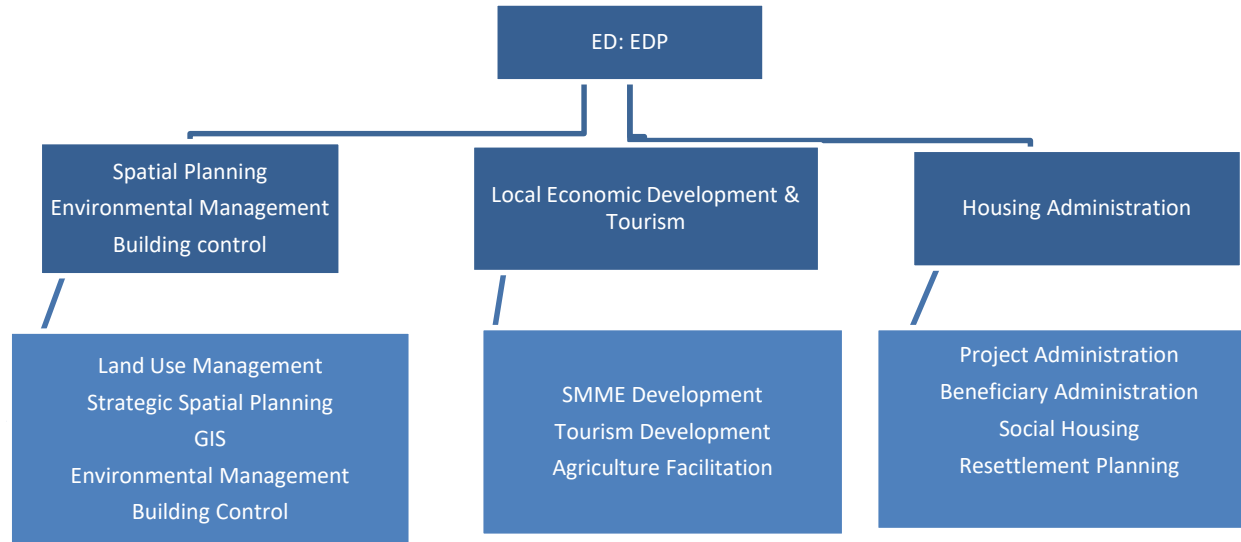 ED: EDP
Spatial Planning
Environmental Management
Building control
Local Economic Development &
Tourism
Housing Administration
Land Use Management
Strategic Spatial Planning
GIS
Environmental Management
Building Control
SMME Development
Tourism Development
Agriculture Facilitation
Project Administration
Beneficiary Administration
Social Housing
Resettlement Planning